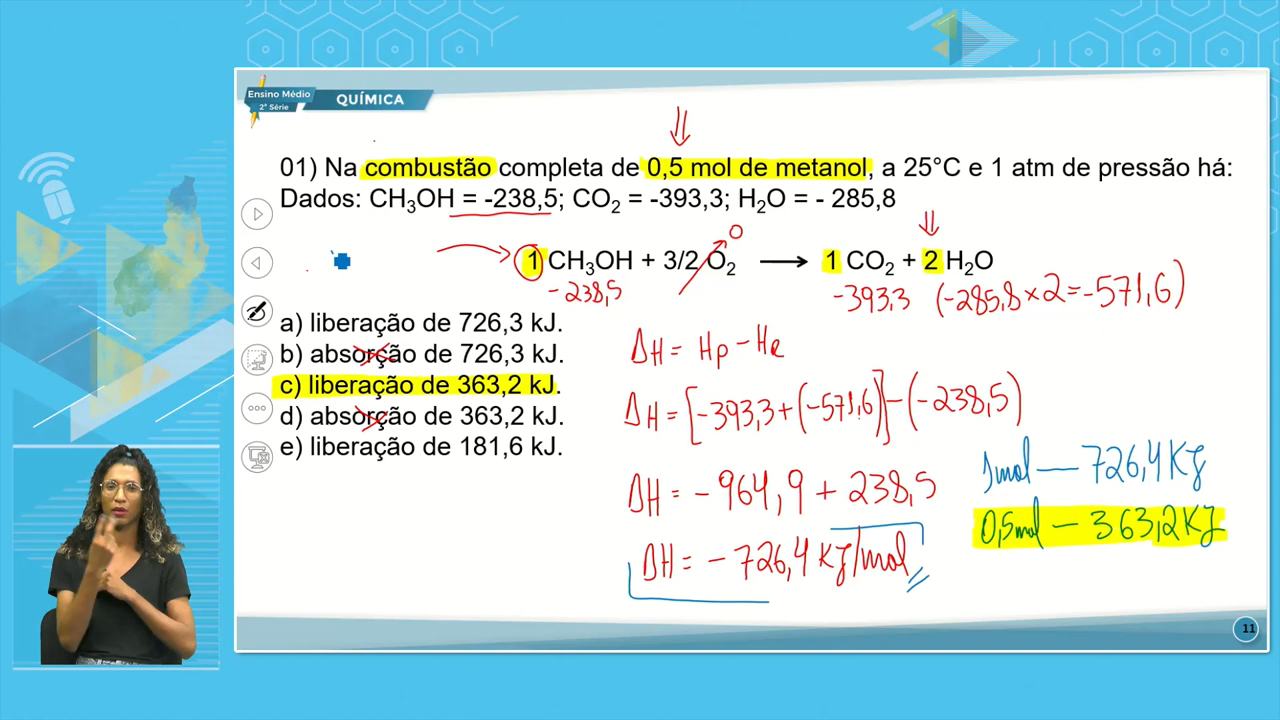 Ensino Médio
2ª Série
QUÍMICA
01) Na combustão completa de 0,5 mol de metanol, a 25°C e 1 atm de pressão há:
Dados: CH₃OH = -238,5; CO₂ = -393,3; H₂O = - 285,8
0
1 CH₃OH + 3/2 O₂ ⟶ 1 CO₂ + 2 H₂O
-238,5 -393,3 (-285,8 x 2 = -571,6)
a) liberação de 726,3 kJ.
b) absorção de 726,3 kJ.
c) liberação de 363,2 kJ.
d) absorção de 363,2 kJ.
e) liberação de 181,6 kJ.
ΔH = Hp - HR
ΔH = [-393,3 + (-571,6)] - (-238,5)
ΔH = - 964,9 + 238,5
ΔH = - 726,4 KJ/mol
1mol — 726,4 KJ
0,5mol — 363,2 KJ
11